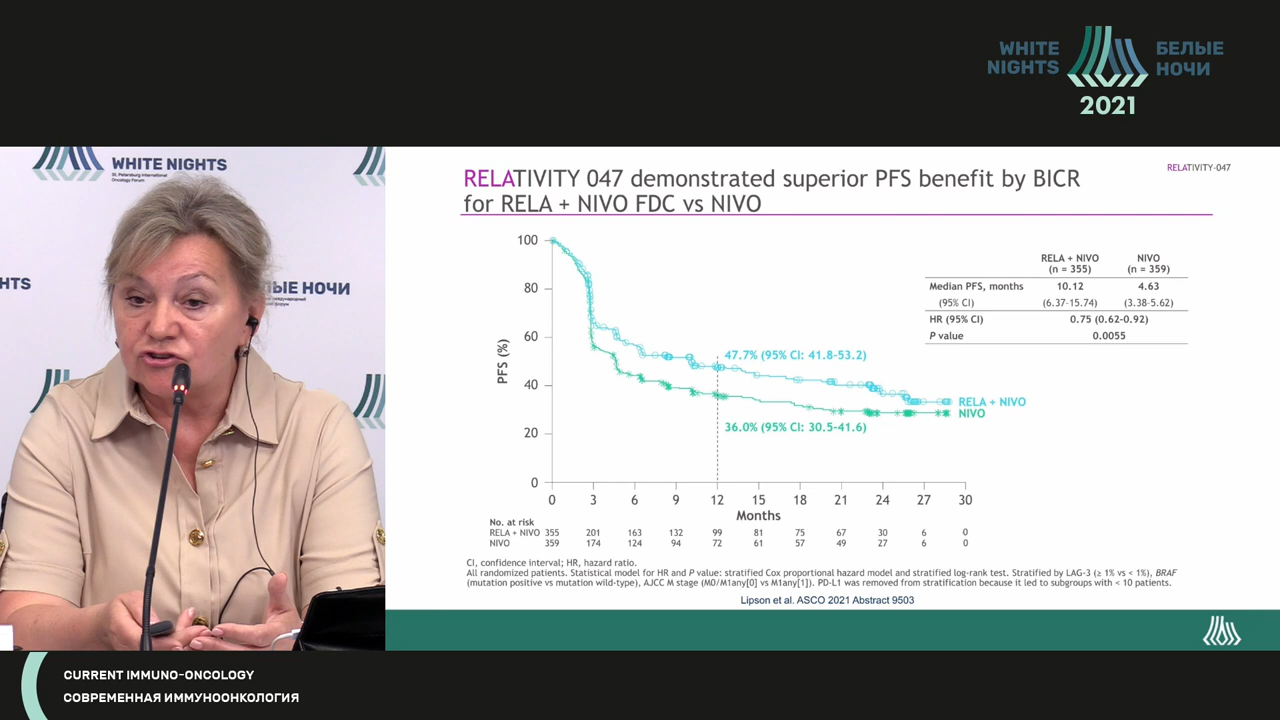 WHITE NIGHTS
БЕЛЫЕ НОЧИ
2021
WHITE NIGHTS
St. Petersburg International
Oncology Forum
HTS
ЫЕ НОЧИ
RELATIVITY-047
RELATIVITY 047 demonstrated superior PFS benefit by BICR
for RELA + NIVO FDC vs NIVO
RELA + NIVO (n = 355) NIVO (n = 359)
Median PFS, months 10.12 4.63
(95% CI) (6.37-15.74) (3.38-5.62)
HR (95% CI) 0.75 (0.62-0.92)
P value 0.0055
PFS (%)
100
80
60
40
20
0
47.7% (95% CI: 41.8-53.2)
RELA + NIVO
NIVO
36.0% (95% CI: 30.5-41.6)
0 3 6 9 12 15 18 21 24 27 30
Months
No. at risk
RELA + NIVO 355 201 163 132 99 81 75 67 30 6 0
NIVO 359 174 124 94 72 61 57 49 27 6 0
CI, confidence interval; HR, hazard ratio.
All randomized patients. Statistical model for HR and P value: stratified Cox proportional hazard model and stratified log-rank test. Stratified by LAG-3 (≥ 1% vs < 1%), BRAF
(mutation positive vs mutation wild-type), AJCC M stage (M0/M1any[0] vs M1any[1]). PD-L1 was removed from stratification because it led to subgroups with < 10 patients.
Lipson et al. ASCO 2021 Abstract 9503
CURRENT IMMUNO-ONCOLOGY
СОВРЕМЕННАЯ ИММУНООНКОЛОГИЯ